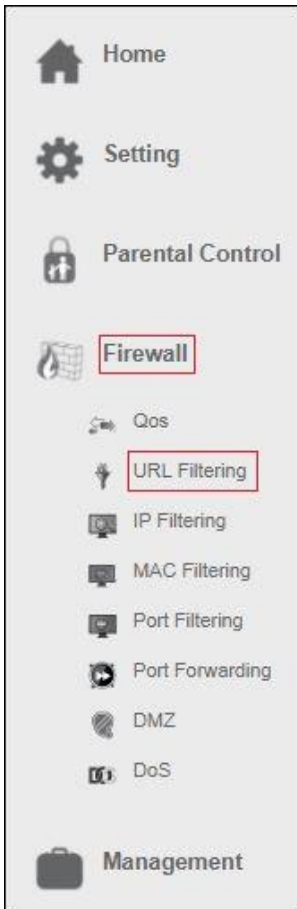 Home
Setting
Parental Control
Firewall
Qos
URL Filtering
IP Filtering
MAC Filtering
Port Filtering
Port Forwarding
DMZ
DoS
Management